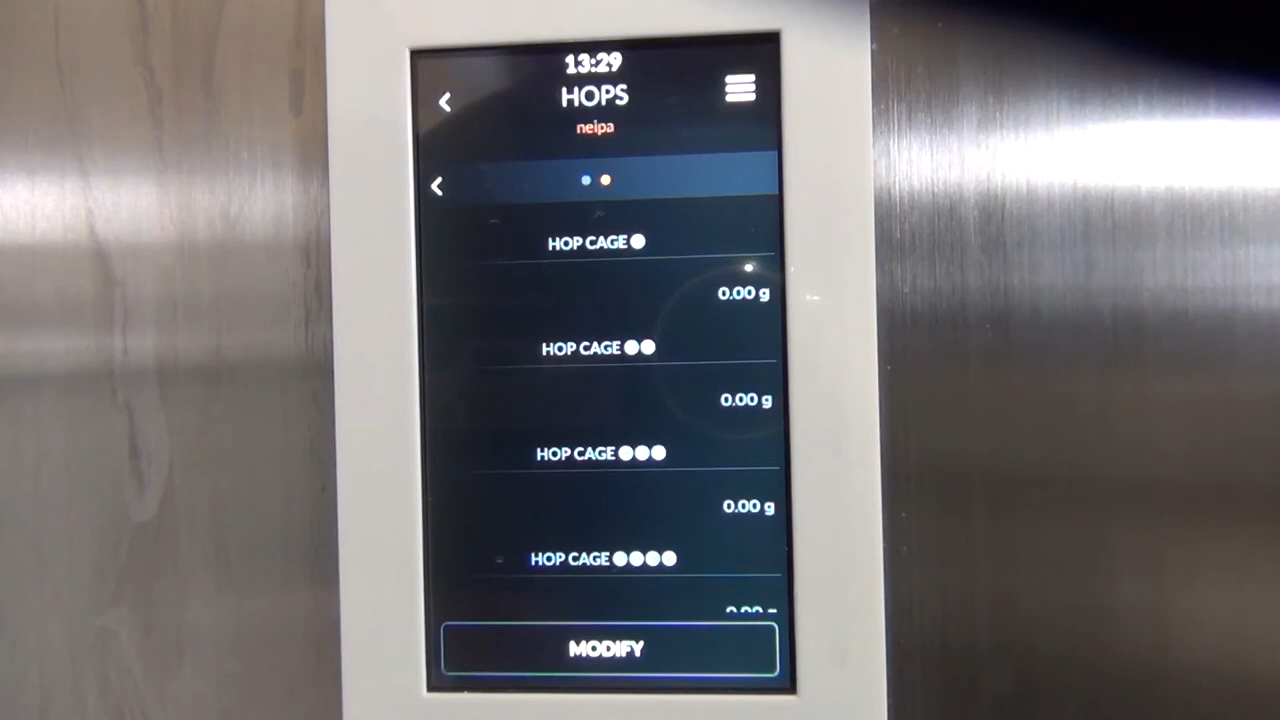 13:29
HOPS
neipa
HOP CAGE
0.00 g
HOP CAGE
0.00 g
HOP CAGE
0.00 g
HOP CAGE
MODIFY